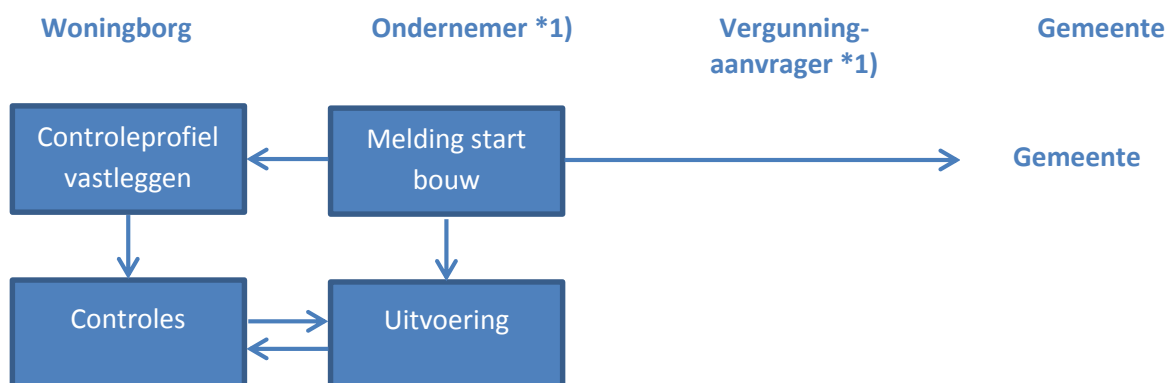 Woningborg
Ondernemer *1)
Vergunning-
aanvrager *1)
Gemeente
Controleprofiel
vastleggen
Melding start
bouw
Gemeente
Controles
Uitvoering